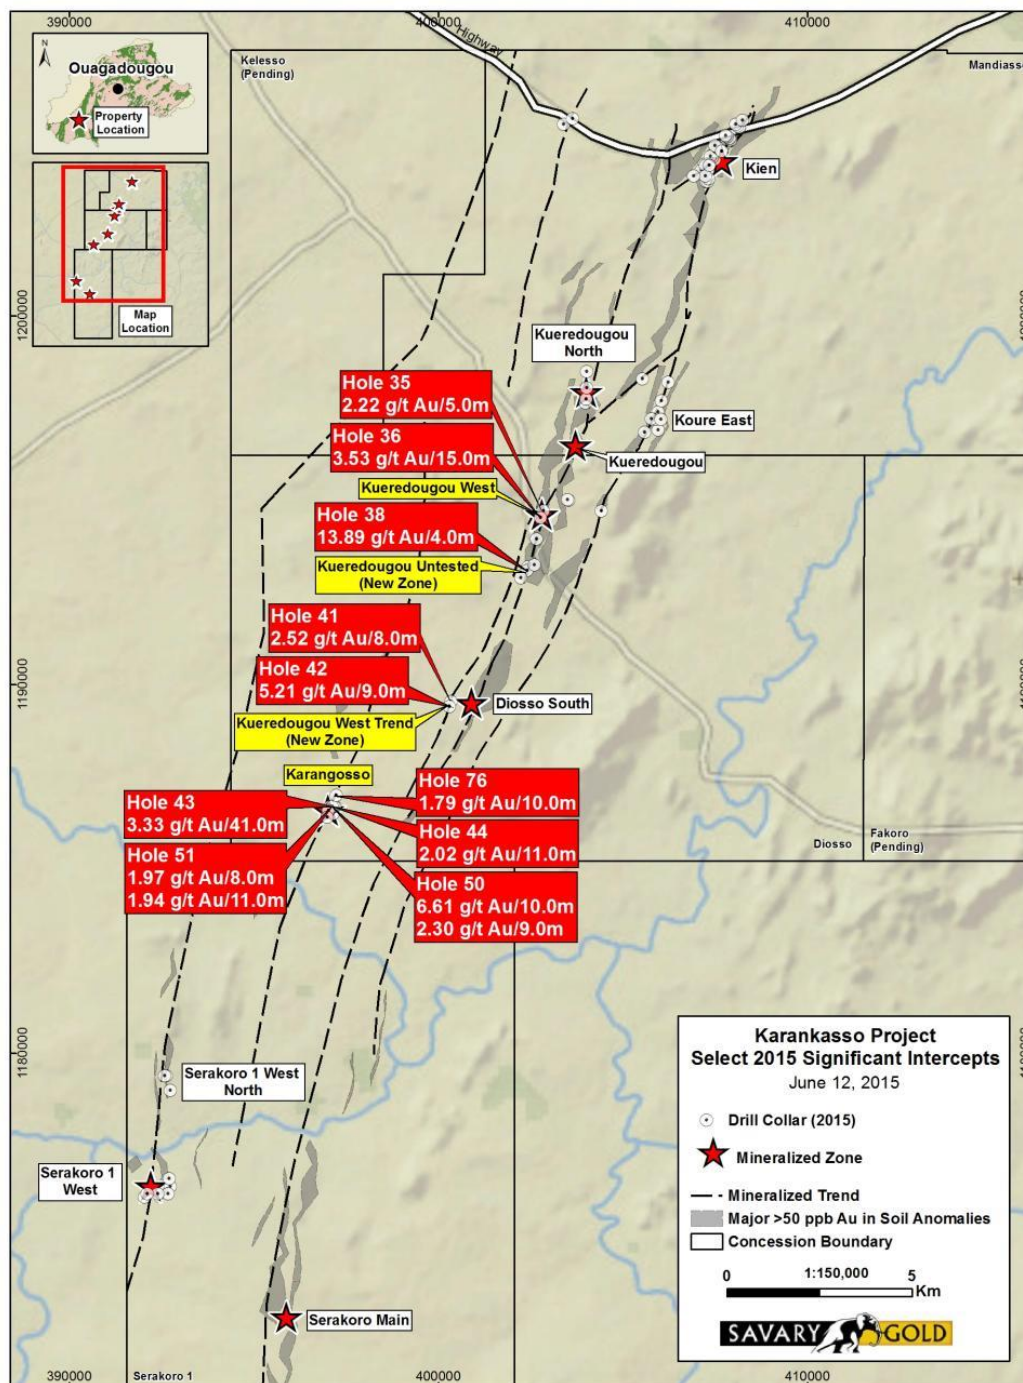 390000
400000
410000
N
Ouagadougou
Property
Location
Map
Location
Kelesso
(Pending)
Highway
Mandiasso
Kien
1200000
Kueredougou
North
Hole 35
2.22 g/t Au/5.0m
Koure East
Hole 36
3.53 g/t Au/15.0m
Kueredougou
Kueredougou West
Hole 38
13.89 g/t Au/4.0m
Kueredougou Untested
(New Zone)
Hole 41
2.52 g/t Au/8.0m
Hole 42
5.21 g/t Au/9.0m
1190000
Diosso South
Kueredougou West Trend
(New Zone)
Karangosso
Hole 76
1.79 g/t Au/10.0m
Hole 43
3.33 g/t Au/41.0m
Hole 44
2.02 g/t Au/11.0m
Diosso
Fakoro
(Pending)
Hole 51
1.97 g/t Au/8.0m
1.94 g/t Au/11.0m
Hole 50
6.61 g/t Au/10.0m
2.30 g/t Au/9.0m
1180000
Serakoro 1 West
North
Serakoro 1
West
Serakoro Main
Karankasso Project
Select 2015 Significant Intercepts
June 12, 2015
Drill Collar (2015)
Mineralized Zone
Mineralized Trend
Major >50 ppb Au in Soil Anomalies
Concession Boundary
0 1:150,000 5
Km
SAVARY GOLD
390000
Serakoro 1
400000
410000